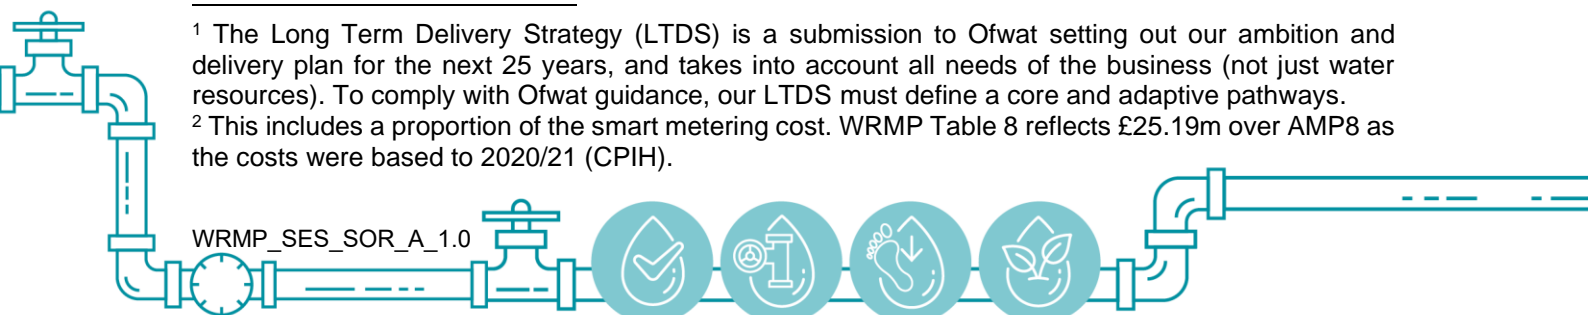 ¹ The Long Term Delivery Strategy (LTDS) is a submission to Ofwat setting out our ambition and
delivery plan for the next 25 years, and takes into account all needs of the business (not just water
resources). To comply with Ofwat guidance, our LTDS must define a core and adaptive pathways.
² This includes a proportion of the smart metering cost. WRMP Table 8 reflects £25.19m over AMP8 as
the costs were based to 2020/21 (CPIH).
WRMP_SES_SOR_A_1.0